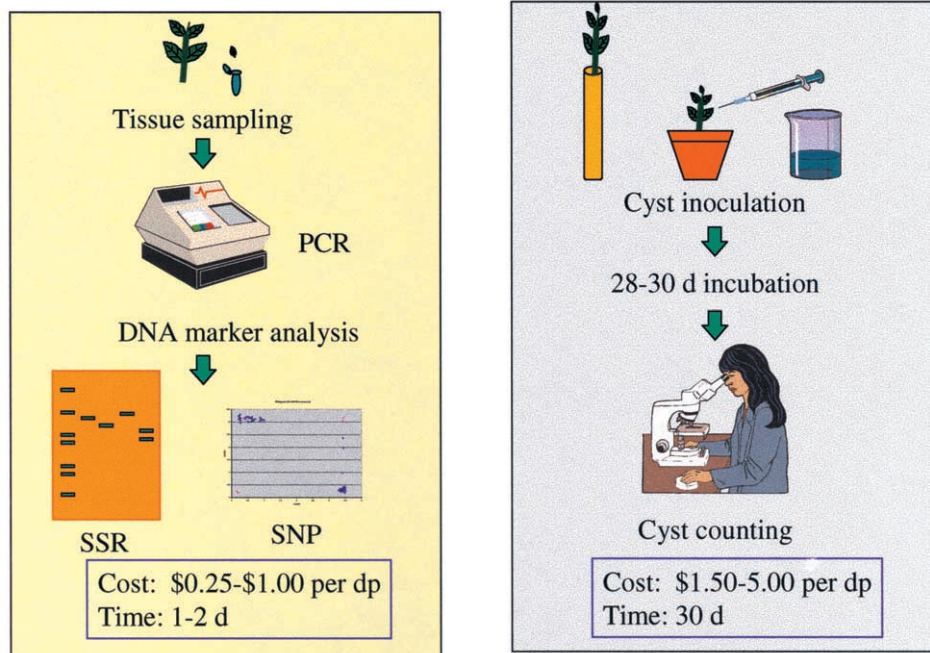 Tissue sampling
PCR
DNA marker analysis
SSR
SNP
Cost: $0.25-$1.00 per dp
Time: 1-2 d
Cyst inoculation
28-30 d incubation
Cyst counting
Cost: $1.50-5.00 per dp
Time: 30 d